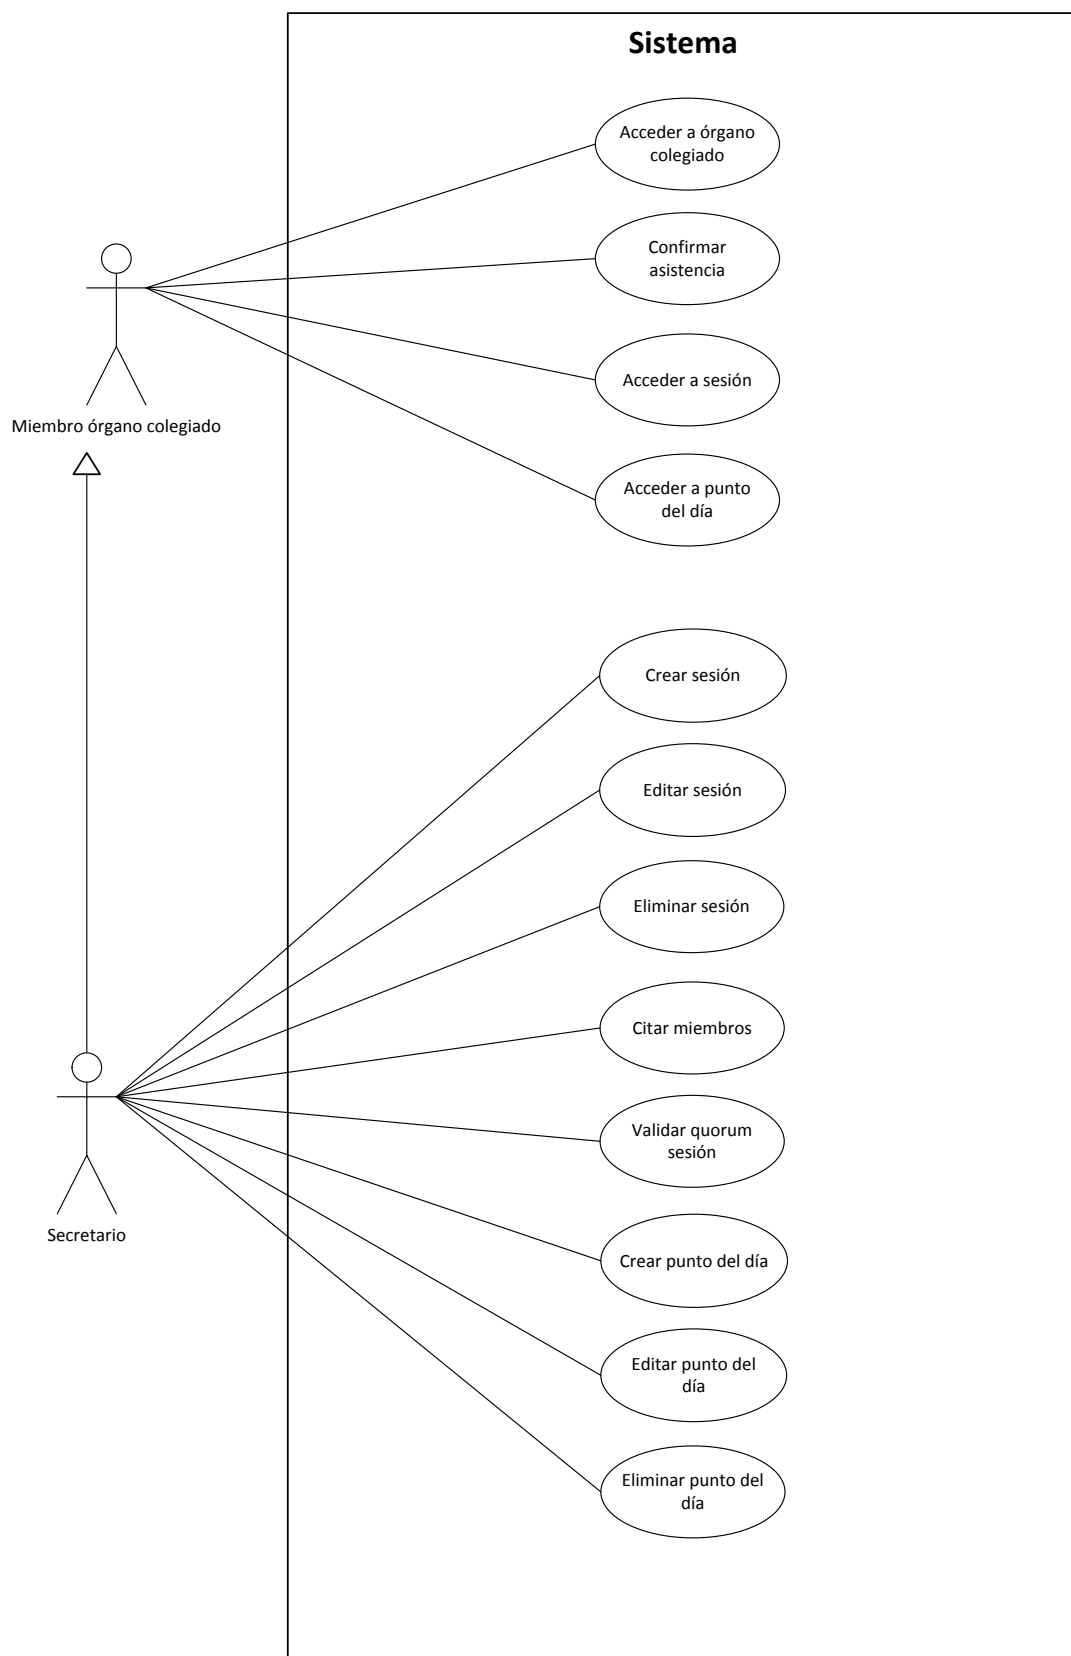 Sistema
Acceder a órgano
colegiado
Confirmar
asistencia
Acceder a sesión
Miembro órgano colegiado
Acceder a punto
del día
Crear sesión
Editar sesión
Eliminar sesión
Citar miembros
Validar quorum
sesión
Secretario
Crear punto del día
Editar punto del
día
Eliminar punto del
día